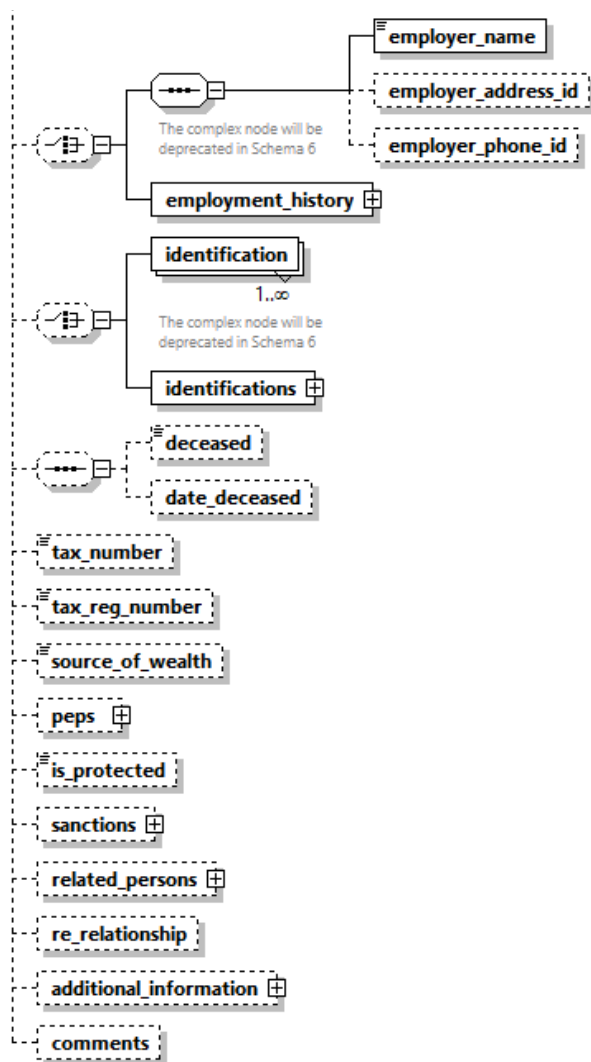 employer_name
employer_address_id
The complex node will be
deprecated in Schema 6
employer_phone_id
employment_history
identification
1..∞
The complex node will be
deprecated in Schema 6
identifications
deceased
date_deceased
tax_number
tax_reg_number
source_of_wealth
peps
is_protected
sanctions
related_persons
re_relationship
additional_information
comments